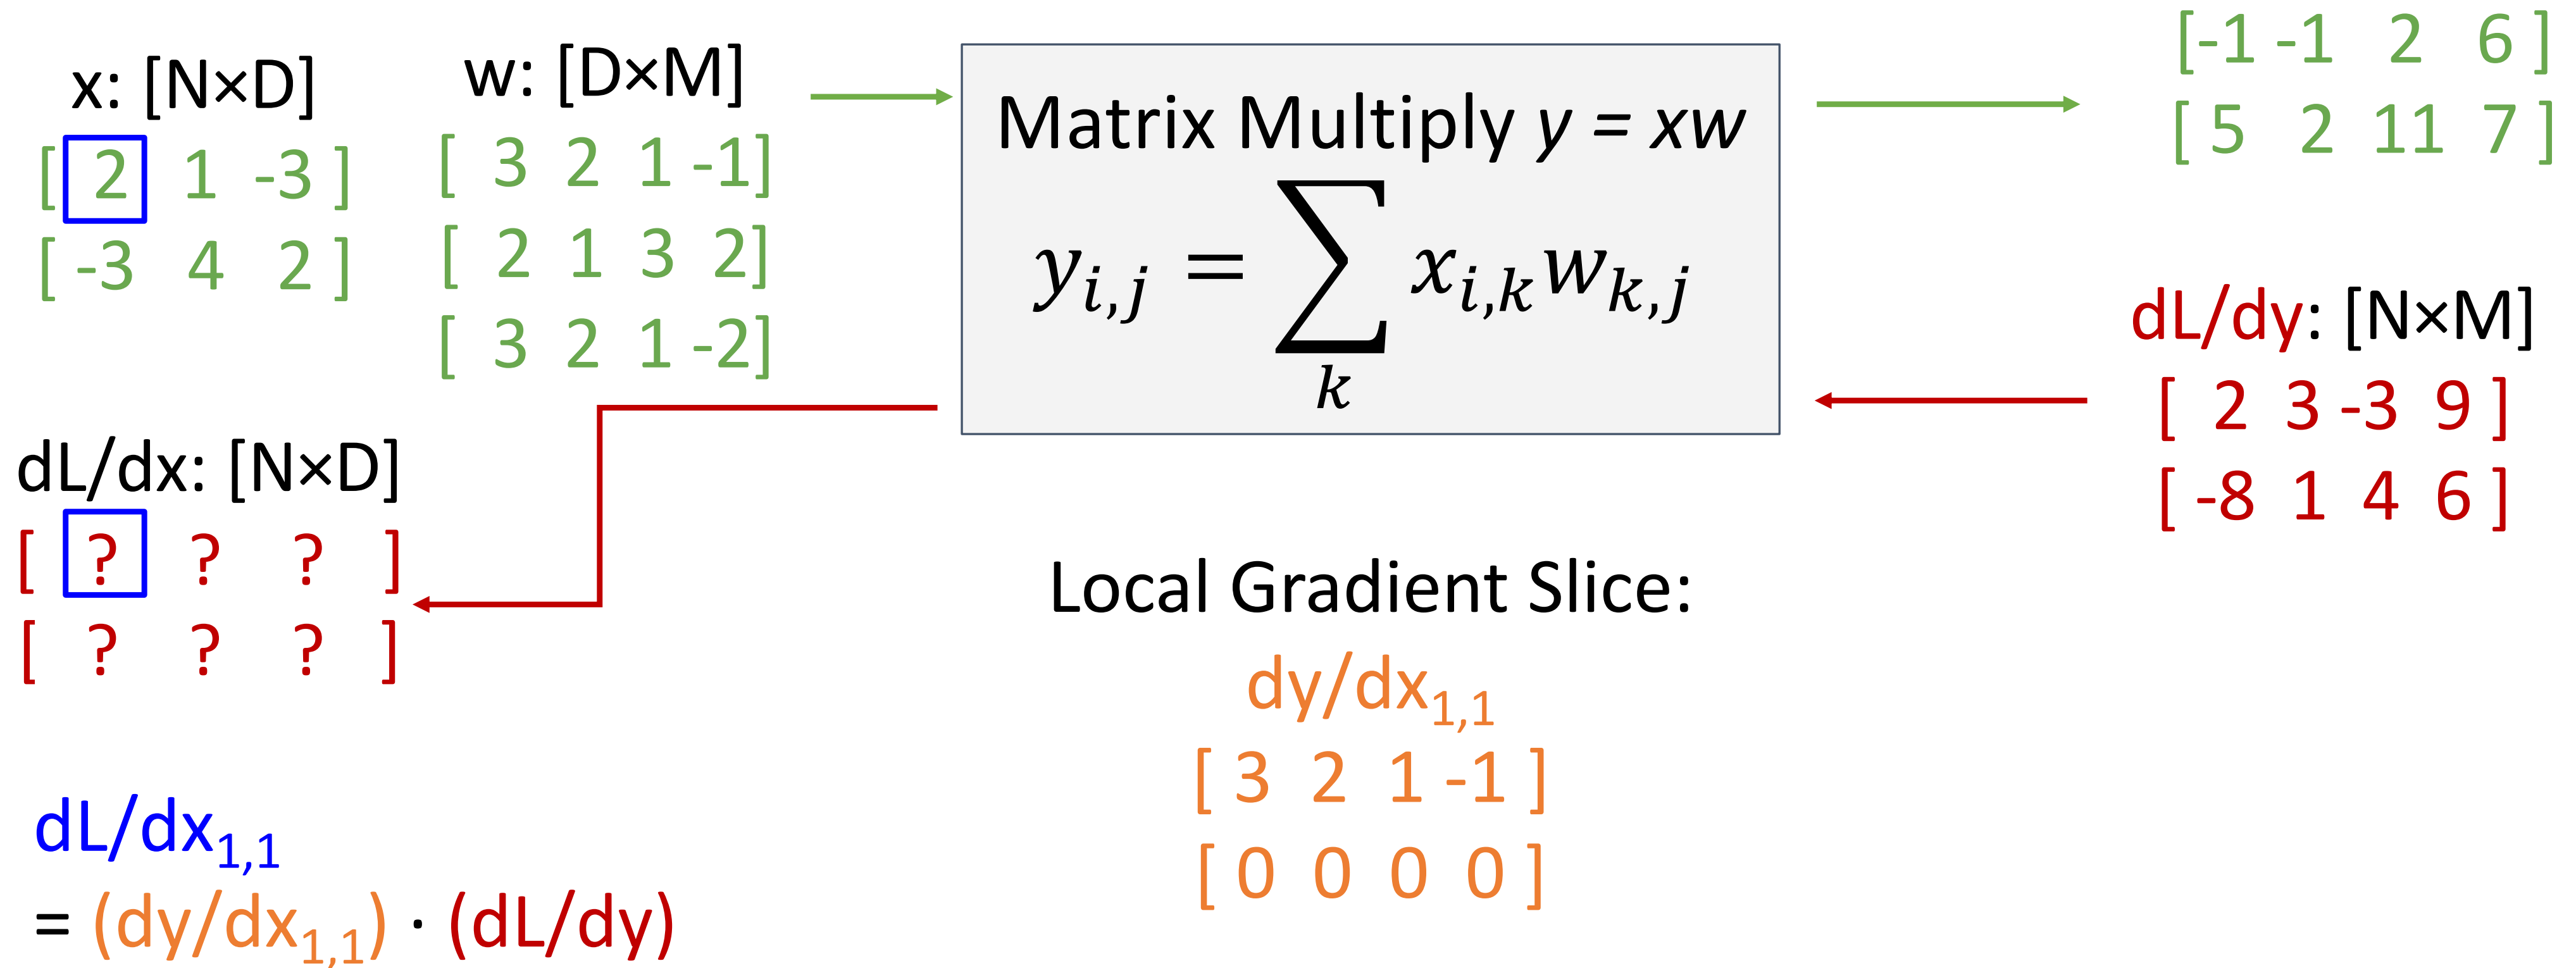 x: [N×D]
[ 2 1 -3 ]
[ -3 4 2 ]
w: [D×M]
[ 3 2 1 -1]
[ 2 1 3 2]
[ 3 2 1 -2]
Matrix Multiply y = xw
y_{i,j} = ∑_k x_{i,k} w_{k,j}
[-1 -1 2 6 ]
[ 5 2 11 7 ]
dL/dy: [N×M]
[ 2 3 -3 9 ]
[ -8 1 4 6 ]
dL/dx: [N×D]
[ ? ? ? ]
[ ? ? ? ]
Local Gradient Slice:
dy/dx_{1,1}
[ 3 2 1 -1 ]
[ 0 0 0 0 ]
dL/dx_{1,1}
= (dy/dx_{1,1}) · (dL/dy)